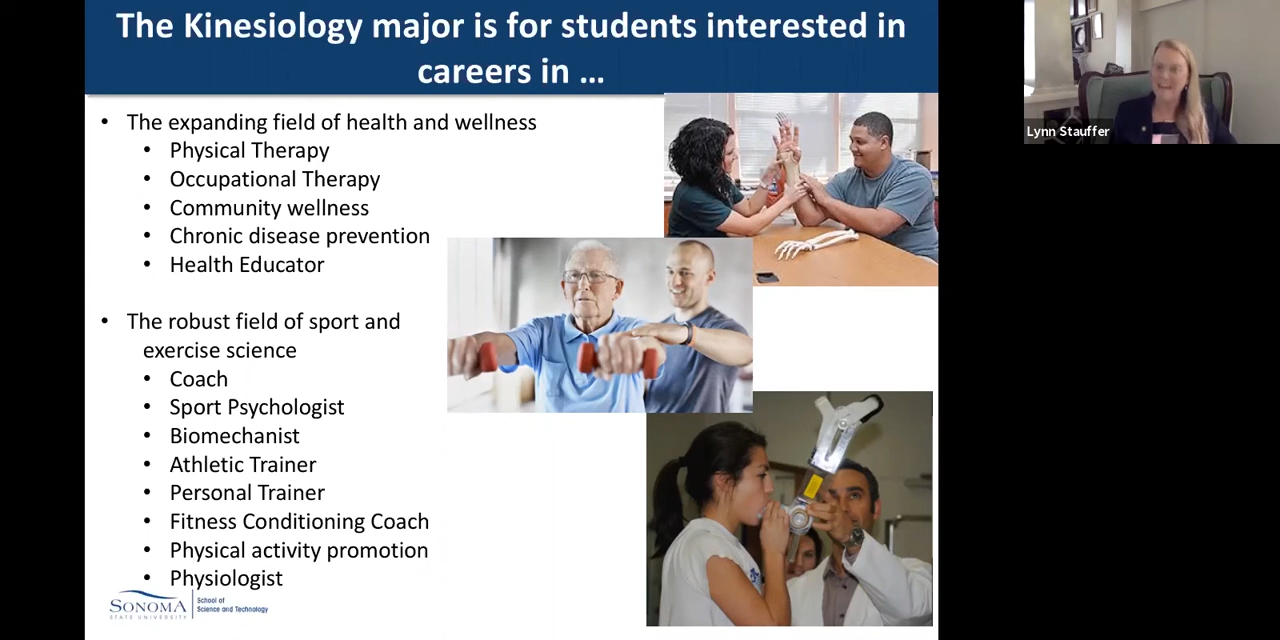 The Kinesiology major is for students interested in
careers in ...
• The expanding field of health and wellness
• Physical Therapy
• Occupational Therapy
• Community wellness
• Chronic disease prevention
• Health Educator
• The robust field of sport and
exercise science
• Coach
• Sport Psychologist
• Biomechanist
• Athletic Trainer
• Personal Trainer
• Fitness Conditioning Coach
• Physical activity promotion
• Physiologist
SONOMA
STATE UNIVERSITY
School of
Science and Technology
Lynn Stauffer